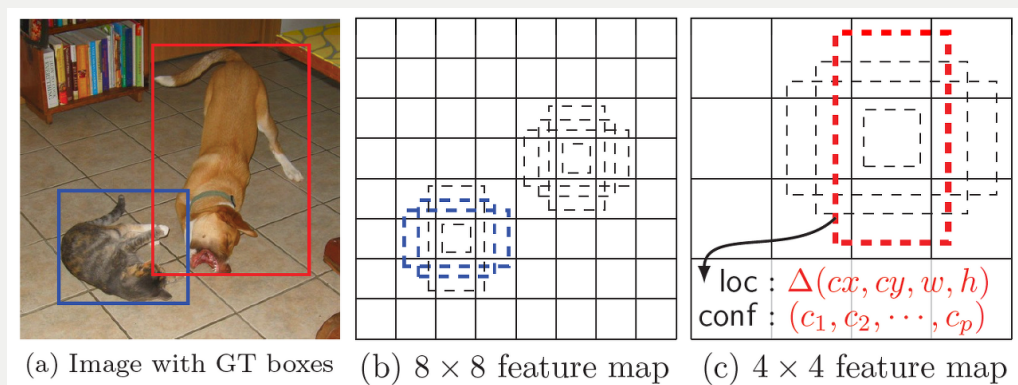 loc : Δ(cx, cy, w, h)
conf : (c₁, c₂, ⋯, cₚ)
(a) Image with GT boxes
(b) 8 × 8 feature map
(c) 4 × 4 feature map